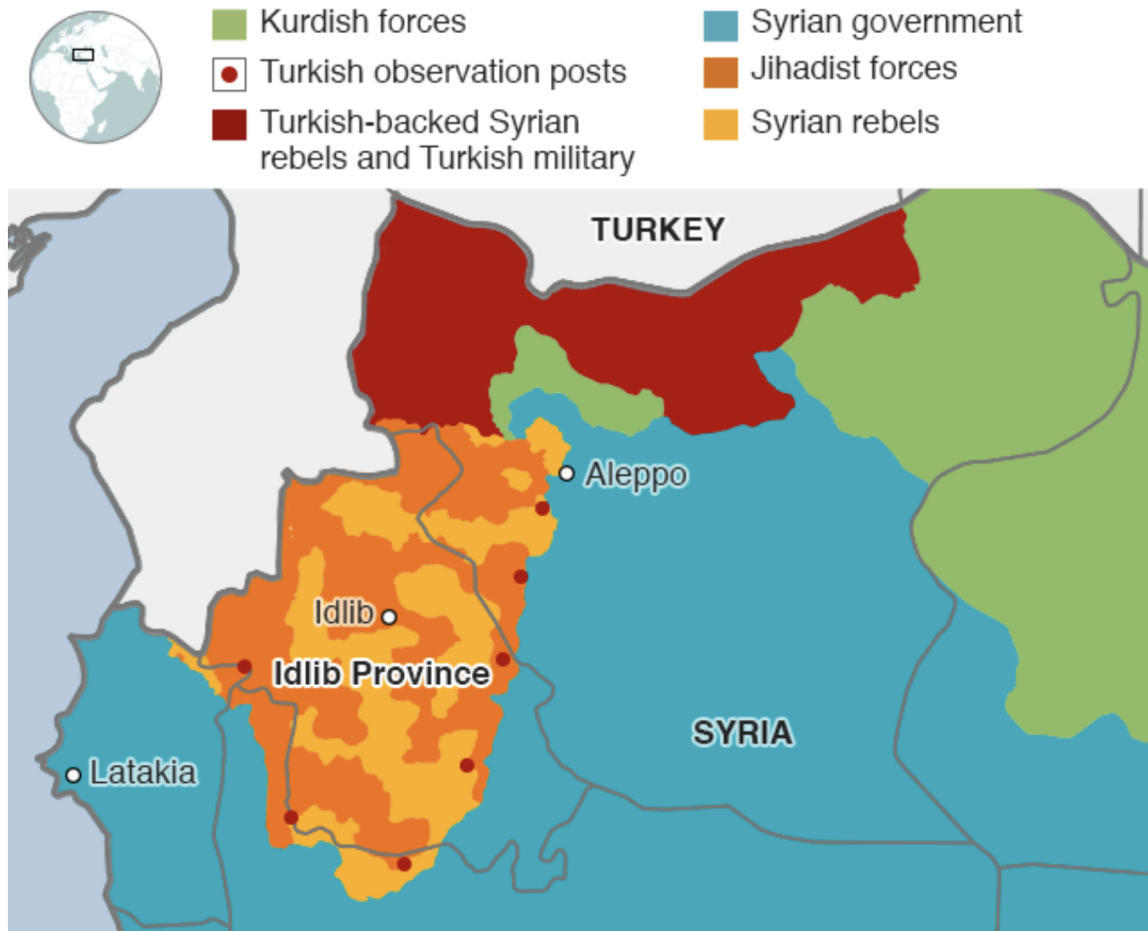 Kurdish forces
Turkish observation posts
Turkish-backed Syrian
rebels and Turkish military
Syrian government
Jihadist forces
Syrian rebels
TURKEY
Aleppo
Idlib
Idlib Province
SYRIA
Latakia